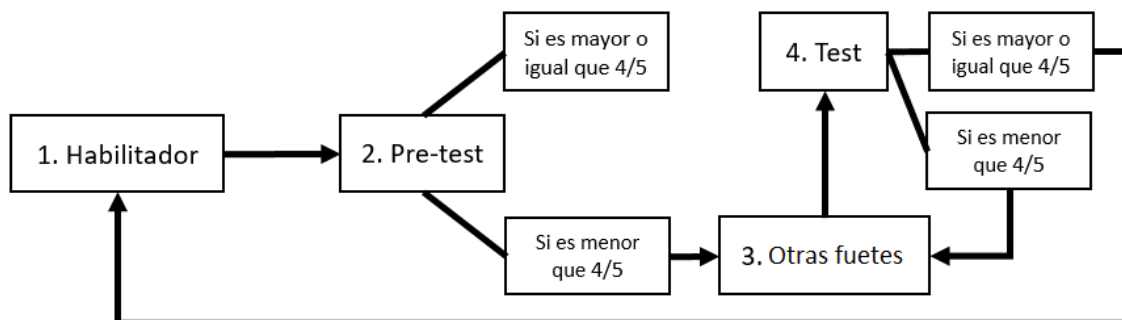 1. Habilitador
2. Pre-test
Si es mayor o
igual que 4/5
Si es menor
que 4/5
3. Otras fuetes
4. Test
Si es mayor o
igual que 4/5
Si es menor
que 4/5